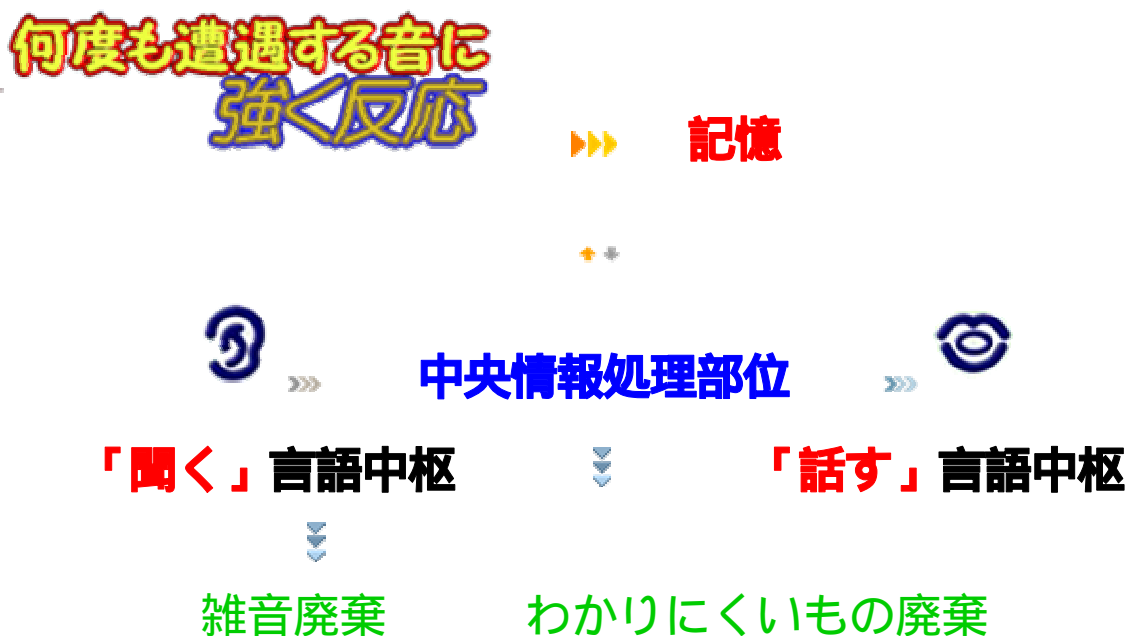 何度も遭遇する音に
強く反応
記憶
中央情報処理部位
「聞く」言語中枢
「話す」言語中枢
雑音廃棄
わかりにくいもの廃棄